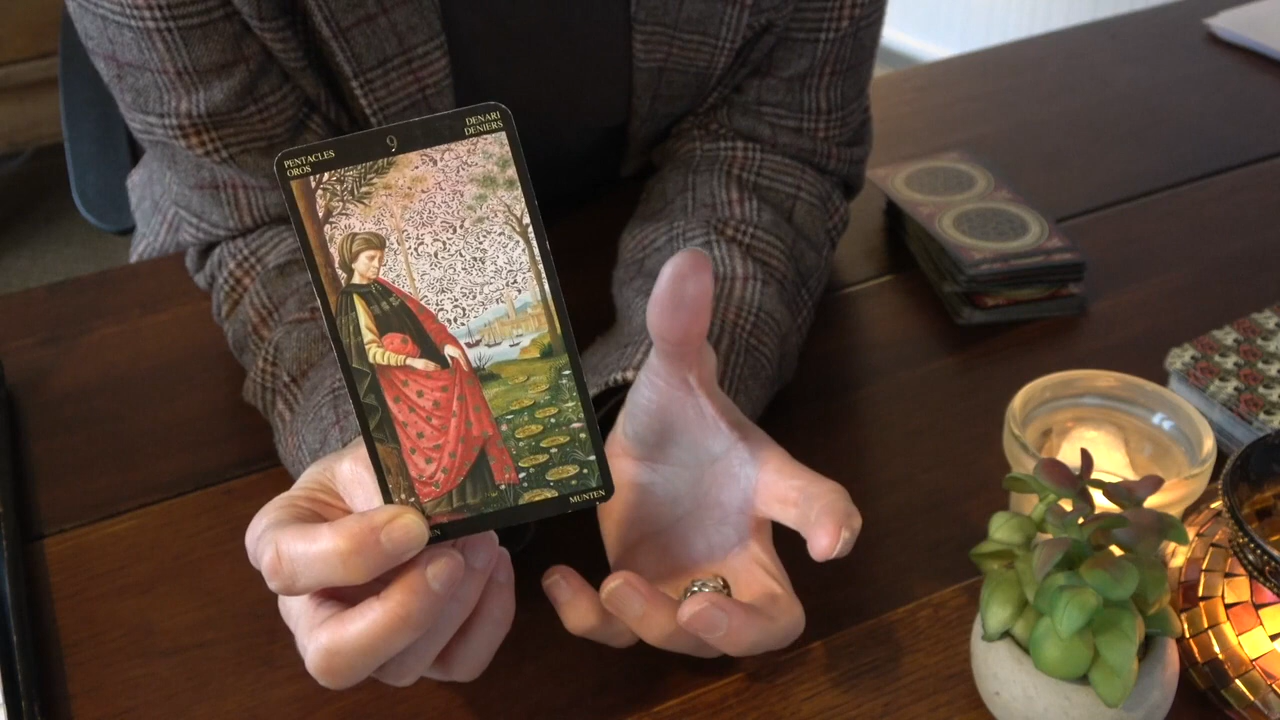 PENTACLES
OROS
9
DENARI
DENIERS
MUNTEN